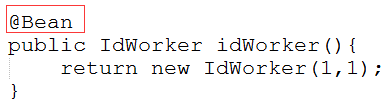 @Bean
public IdWorker idWorker(){
    return new IdWorker(1,1);
}